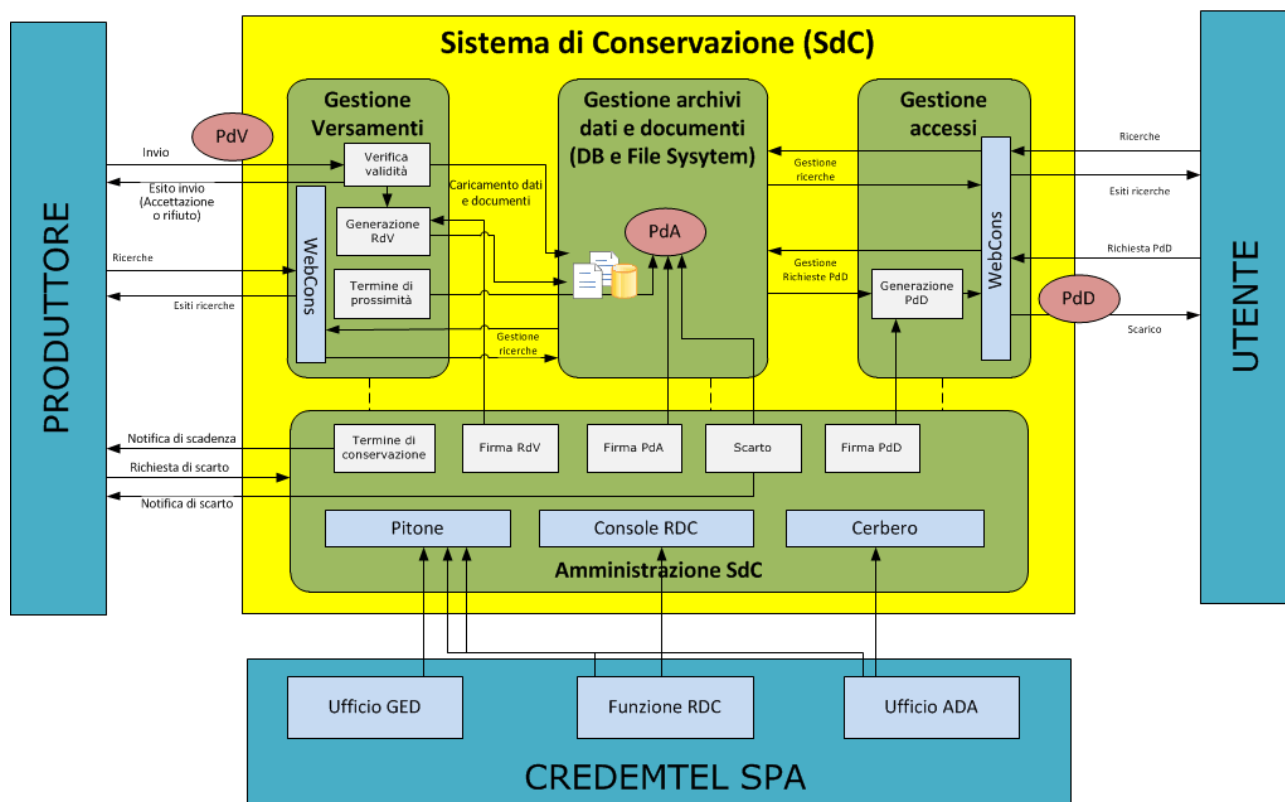 Sistema di Conservazione (SdC)
PRODUTTORE
UTENTE
Gestione
Versamenti
Gestione archivi
dati e documenti
(DB e File Sysytem)
Gestione
accessi
PdV
Invio
Esito invio
(Accettazione
o rifiuto)
Ricerche
Esiti ricerche
Verifica
validità
Generazione
RdV
Termine di
prossimità
WebCons
Caricamento dati
e documenti
Gestione
ricerche
PdA
Gestione
ricerche
Gestione
Richieste PdD
Generazione
PdD
WebCons
Ricerche
Esiti ricerche
Richiesta PdD
PdD
Scarico
Notifica di scadenza
Richiesta di scarto
Notifica di scarto
Termine di
conservazione
Firma RdV
Firma PdA
Scarto
Firma PdD
Pitone
Console RDC
Cerbero
Amministrazione SdC
Ufficio GED
Funzione RDC
Ufficio ADA
CREDEMTEL SPA